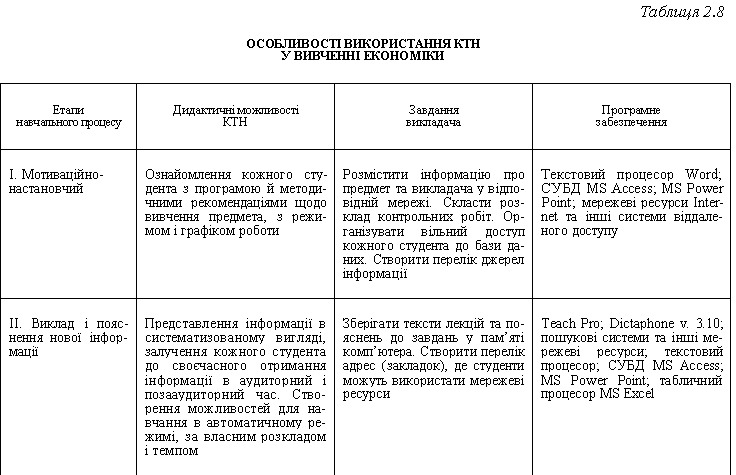 Таблиця 2.8
ОСОБЛИВОСТІ ВИКОРИСТАННЯ КТН
У ВИВЧЕННІ ЕКОНОМІКИ
Етапи
навчального процесу
Дидактичні можливості
КТН
Завдання
викладача
Програмне
забезпечення
І. Мотиваційно-
настановчий
Ознайомлення кожного сту-
дента з програмою й методи-
чними рекомендаціями щодо
вивчення предмета, з режи-
мом і графіком роботи
Розмістити інформацію про
предмет та викладача у відпо-
відній мережі. Скласти роз-
клад контрольних робіт. Ор-
ганізувати вільний доступ
кожного студента до бази да-
них. Створити перелік джерел
інформації
Текстовий процесор Word;
СУБД MS Access; MS Power
Point; мережеві ресурси Inter-
net та інші системи віддале-
ного доступу
ІІ. Виклад і пояс-
нення нової інфор-
мації
Представлення інформації в
систематизованому вигляді,
залучення кожного студента
до своєчасного отримання
інформації в аудиторний і
позааудиторний час. Ство-
рення можливостей для на-
вчання в автоматичному ре-
жимі, за власним розкладом
і темпом
Зберігати тексти лекцій та по-
яснень до завдань у пам’яті
комп’ютера. Створити перелік
адрес (закладок), де студенти
можуть використати мережеві
ресурси
Teach Pro; Dictaphone v. 3.10;
пошукові системи та інші ме-
режеві ресурси; текстовий
процесор; СУБД MS Access;
MS Power Point; табличний
процесор MS Excel